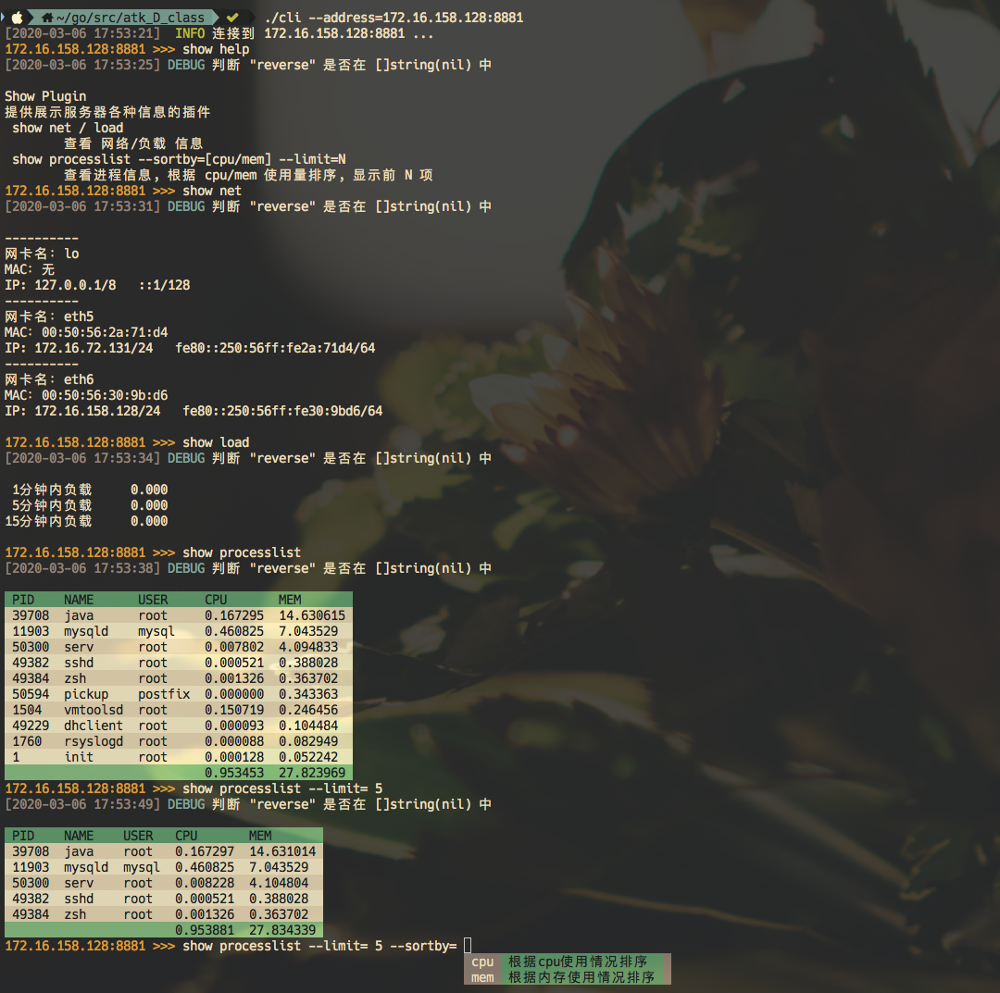 ~/go/src/atk_D_class ✔ ./cli --address=172.16.158.128:8881
[2020-03-06 17:53:21] INFO 连接到 172.16.158.128:8881 ...
172.16.158.128:8881 >>> show help
[2020-03-06 17:53:25] DEBUG 判断 "reverse" 是否在 []string(nil) 中
Show Plugin
提供展示服务器各种信息的插件
show net / load
查看 网络/负载 信息
show processlist --sortby=[cpu/mem] --limit=N
查看进程信息，根据 cpu/mem 使用量排序，显示前 N 项
172.16.158.128:8881 >>> show net
[2020-03-06 17:53:31] DEBUG 判断 "reverse" 是否在 []string(nil) 中
----------
网卡名：lo
MAC：无
IP: 127.0.0.1/8 ::1/128
----------
网卡名：eth5
MAC: 00:50:56:2a:71:d4
IP: 172.16.72.131/24 fe80::250:56ff:fe2a:71d4/64
----------
网卡名：eth6
MAC: 00:50:56:30:9b:d6
IP: 172.16.158.128/24 fe80::250:56ff:fe30:9bd6/64
172.16.158.128:8881 >>> show load
[2020-03-06 17:53:34] DEBUG 判断 "reverse" 是否在 []string(nil) 中
1分钟内负载 0.000
5分钟内负载 0.000
15分钟内负载 0.000
172.16.158.128:8881 >>> show processlist
[2020-03-06 17:53:38] DEBUG 判断 "reverse" 是否在 []string(nil) 中
PID NAME USER CPU MEM
39708 java root 0.167295 14.630615
11903 mysqld mysql 0.460825 7.043529
50300 serv root 0.007802 4.094833
49382 sshd root 0.000521 0.388028
49384 zsh root 0.001326 0.363702
50594 pickup postfix 0.000000 0.343363
1504 vmtoolsd root 0.150719 0.246456
49229 dhclient root 0.000093 0.104484
1760 rsyslogd root 0.000088 0.082949
1 init root 0.000128 0.052242
0.953453 27.823969
172.16.158.128:8881 >>> show processlist --limit= 5
[2020-03-06 17:53:49] DEBUG 判断 "reverse" 是否在 []string(nil) 中
PID NAME USER CPU MEM
39708 java root 0.167297 14.631014
11903 mysqld mysql 0.460825 7.043529
50300 serv root 0.008228 4.104804
49382 sshd root 0.000521 0.388028
49384 zsh root 0.001326 0.363702
0.953881 27.834339
172.16.158.128:8881 >>> show processlist --limit= 5 --sortby=
cpu 根据cpu使用情况排序
mem 根据内存使用情况排序